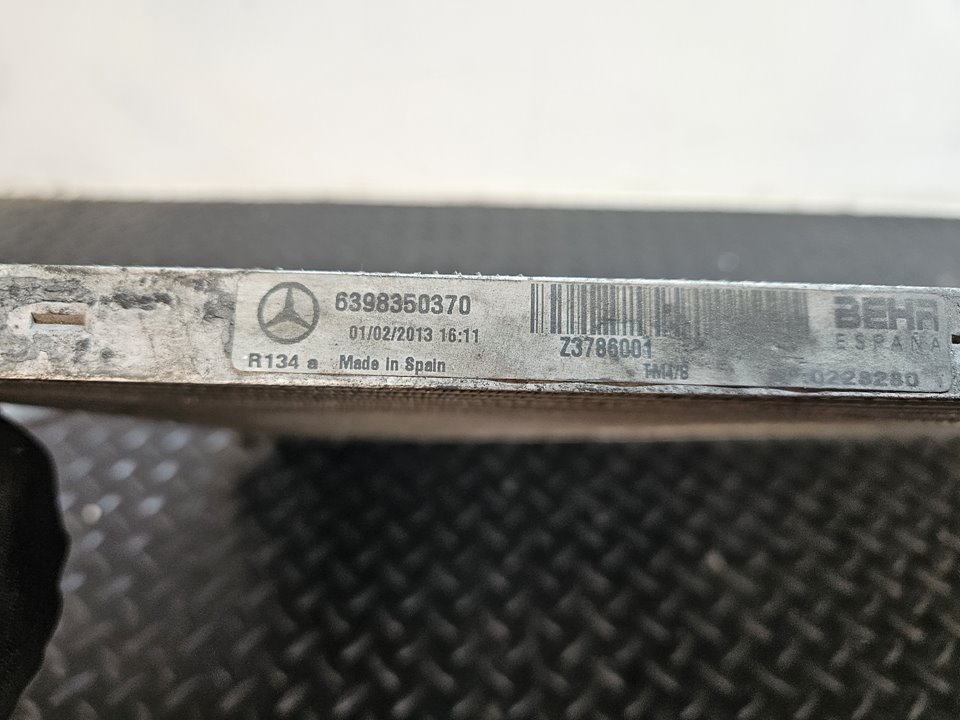 6398350370
01/02/2013 16:11
R134 a Made in Spain
Z3786001
BEHR
ESPAÑA